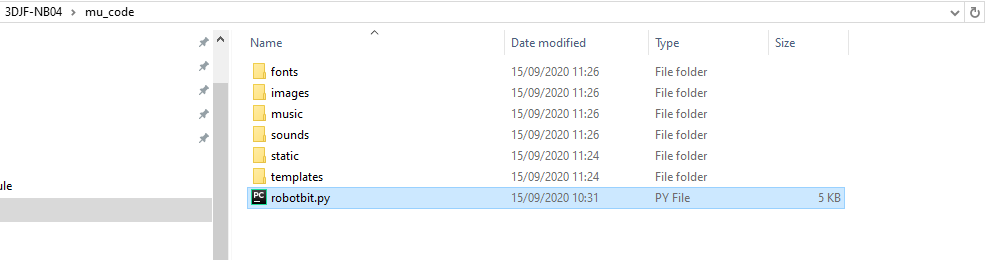 3DJF-NB04 > mu_code
Name Date modified Type Size
fonts 15/09/2020 11:26 File folder
images 15/09/2020 11:26 File folder
music 15/09/2020 11:26 File folder
sounds 15/09/2020 11:26 File folder
static 15/09/2020 11:24 File folder
templates 15/09/2020 11:24 File folder
ule
PC robotbit.py 15/09/2020 10:31 PY File 5 KB